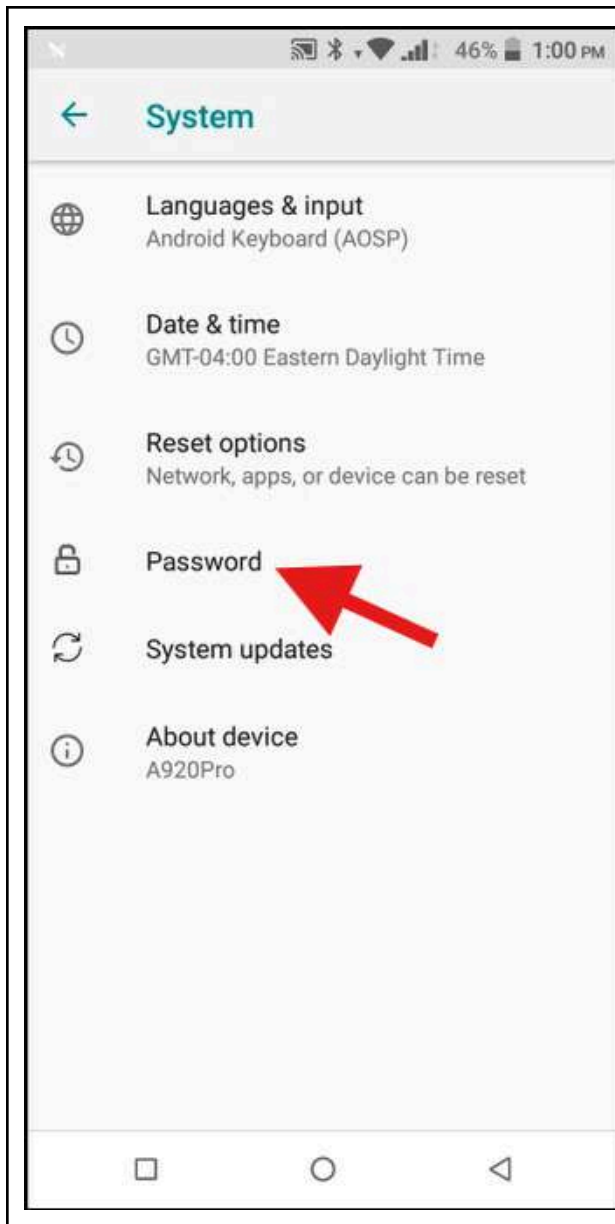 46% 1:00 PM
System
Languages & input
Android Keyboard (AOSP)
Date & time
GMT-04:00 Eastern Daylight Time
Reset options
Network, apps, or device can be reset
Password
System updates
About device
A920Pro